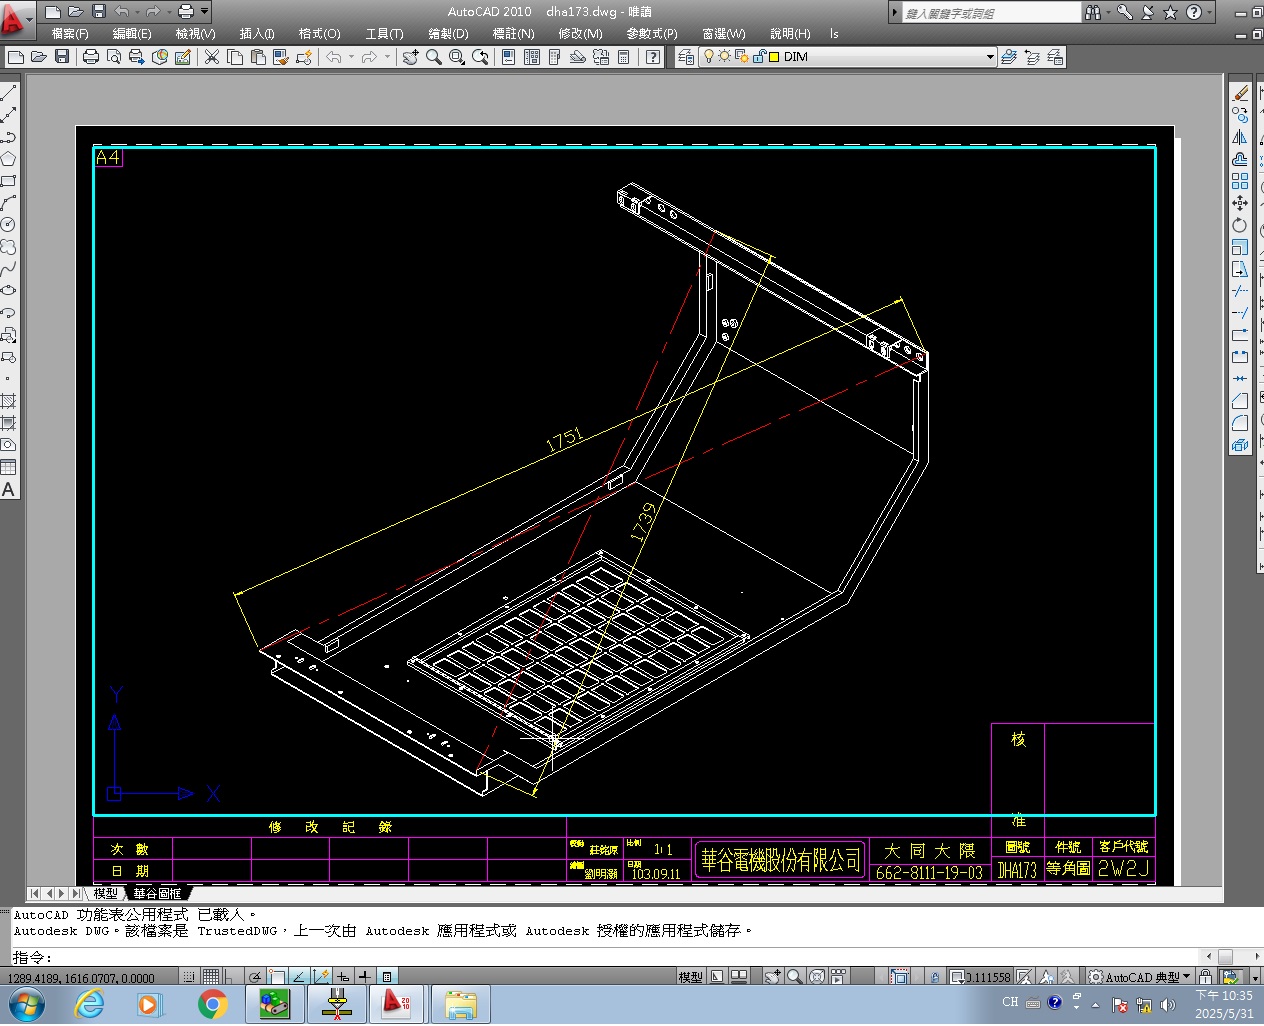 AutoCAD 2010 dha173.dwg - 唯讀
鍵入關鍵字或詞組
檔案(F) 編輯(E) 檢視(V) 插入(I) 格式(O) 工具(T) 繪製(D) 標註(N) 修改(M) 參數式(P) 窗選(W) 說明(H) ls
DIM
A4
1751
1739
Y
X
核
准
修 改 記 錄
次 數
日 期
莊銘原
比例
1:1
劉明灝
日期
103.09.11
華谷電機股份有限公司
大 同 大 隈
662-8111-19-03
圖號
DHA173
件號
等角圖
客戶代號
2W2J
模型 華谷圖框
AutoCAD 功能表公用程式 已載入。
Autodesk DWG。該檔案是 TrustedDWG，上一次由 Autodesk 應用程式或 Autodesk 授權的應用程式儲存。
指令:
1289.4189, 1616.0707, 0.0000
模型
0.111558
AutoCAD 典型
CH
下午 10:35
2025/5/31